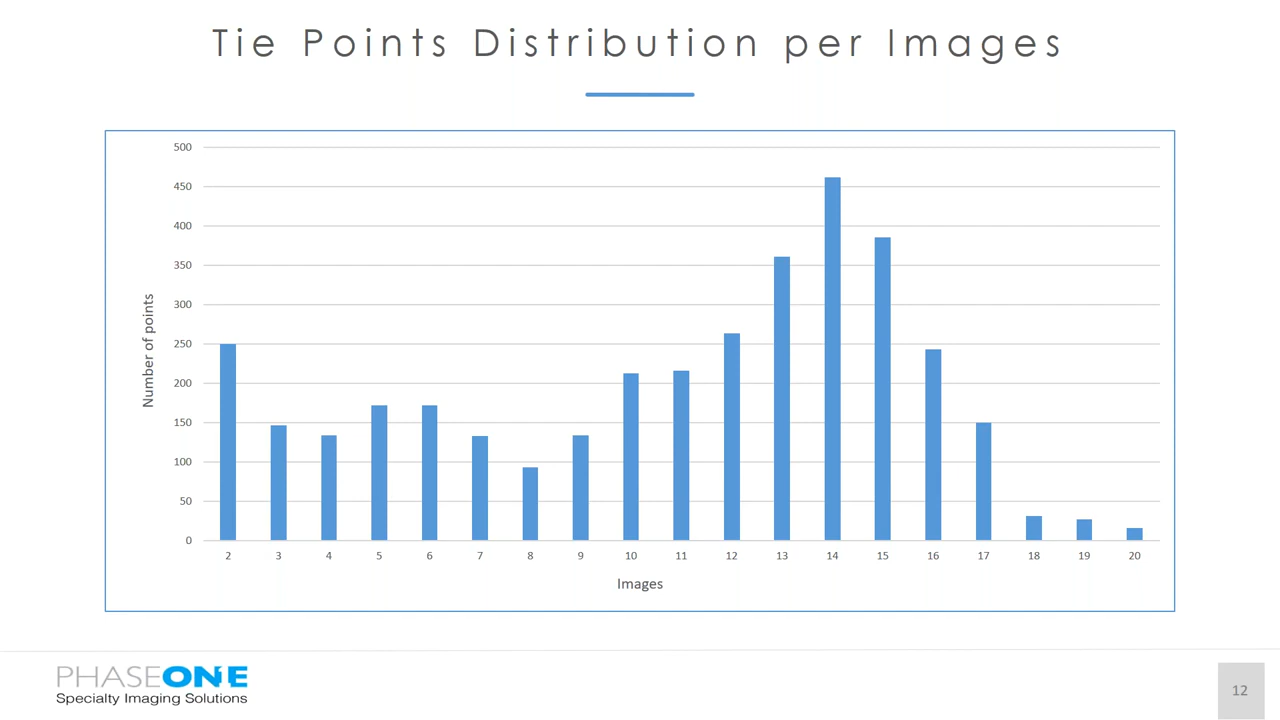 Tie Points Distribution per Images
500
450
400
350
300
250
200
150
100
50
0
Number of points
2 3 4 5 6 7 8 9 10 11 12 13 14 15 16 17 18 19 20
Images
PHASEONE
Specialty Imaging Solutions
12